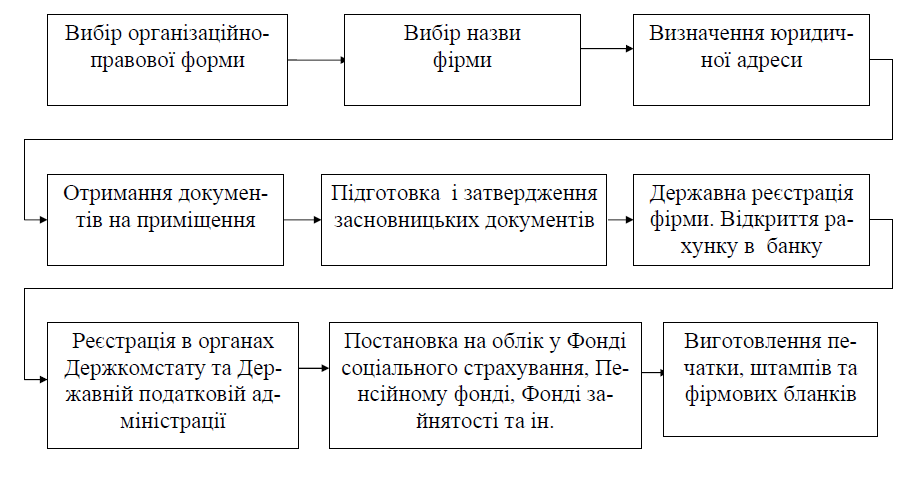 Вибір організаційно-
правової форми
Вибір назви
фірми
Визначення юридич-
ної адреси
Отримання докумен-
тів на приміщення
Підготовка і затвердження
засновницьких документів
Державна реєстрація
фірми. Відкриття ра-
хунку в банку
Реєстрація в органах
Держкомстату та Дер-
жавній податковій ад-
міністрації
Постановка на облік у Фонді
соціального страхування, Пе-
нсійному фонді, Фонді за-
йнятості та ін.
Виготовлення пе-
чатки, штампів та
фірмових бланків